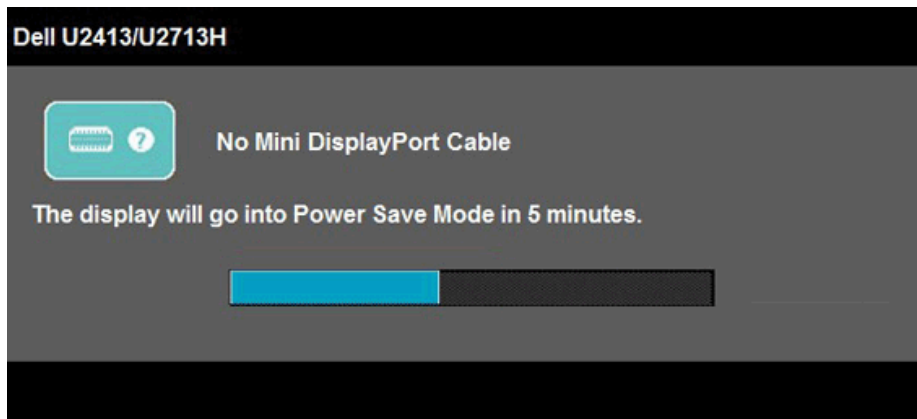 Dell U2413/U2713H
?
No Mini DisplayPort Cable
The display will go into Power Save Mode in 5 minutes.